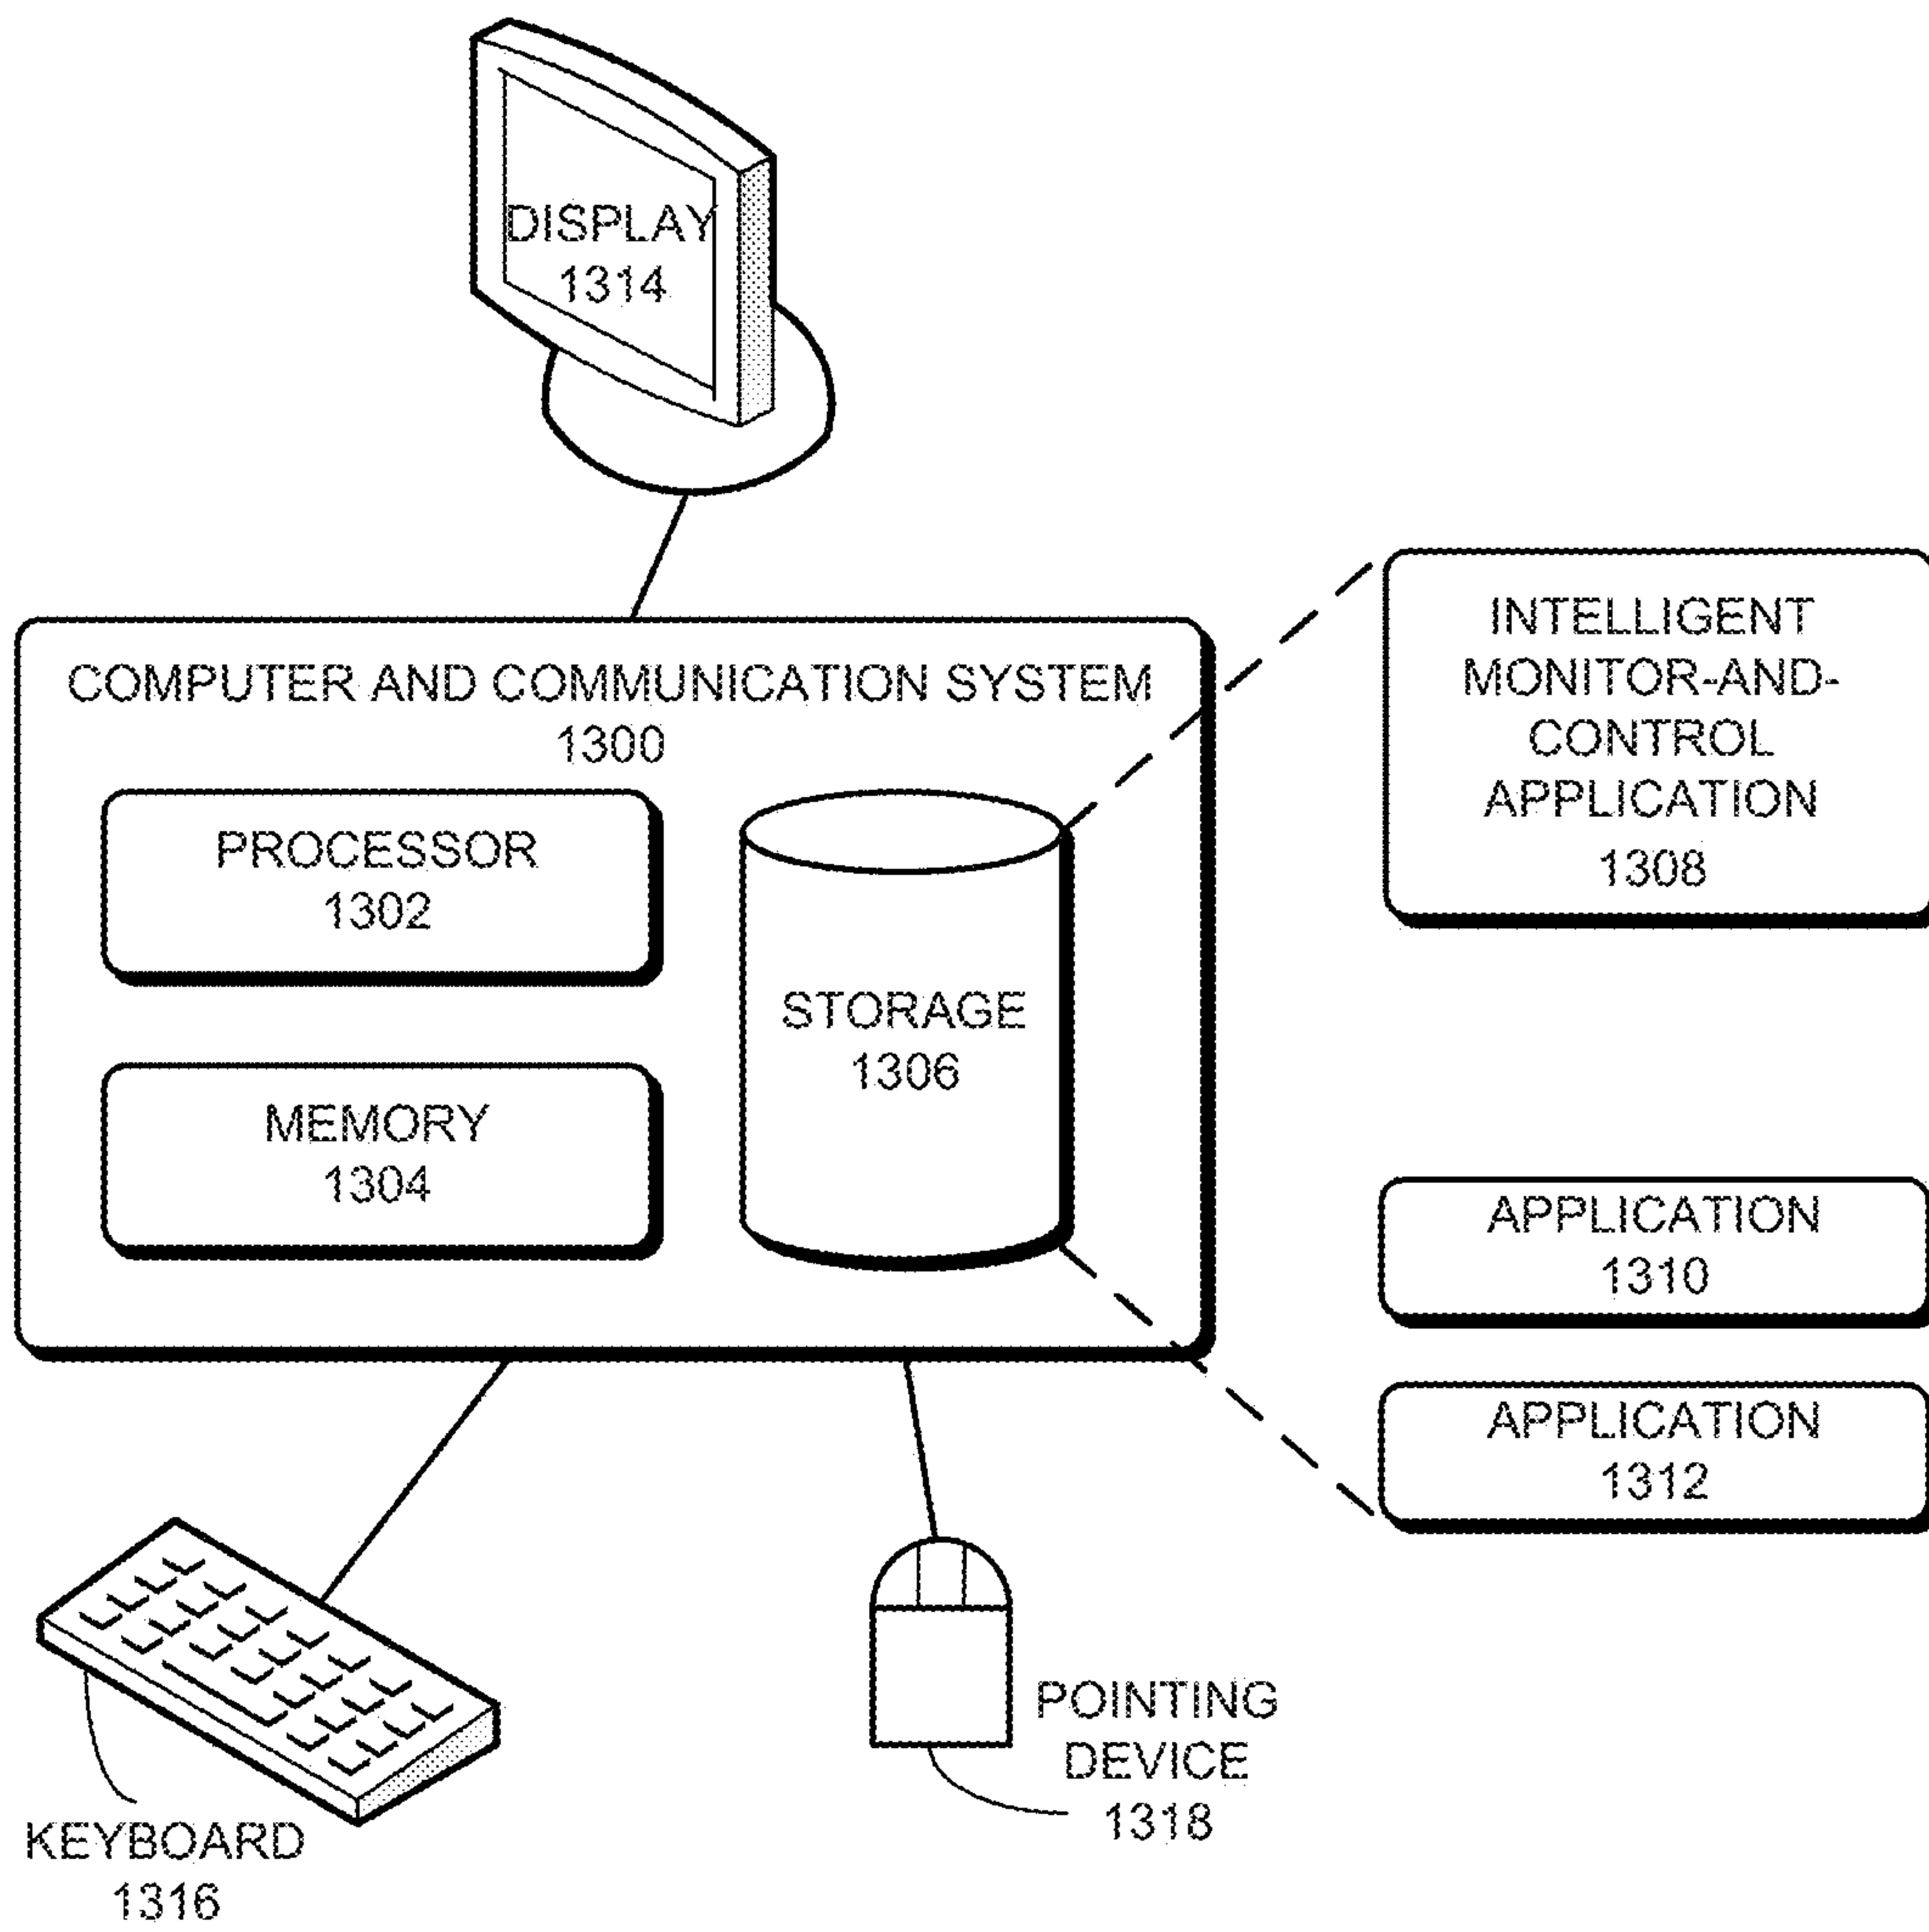 DISPLAY
1314
COMPUTER AND COMMUNICATION SYSTEM
1300
PROCESSOR
1302
MEMORY
1304
STORAGE
1306
INTELLIGENT
MONITOR-AND-
CONTROL
APPLICATION
1308
APPLICATION
1310
APPLICATION
1312
KEYBOARD
1316
POINTING
DEVICE
1318